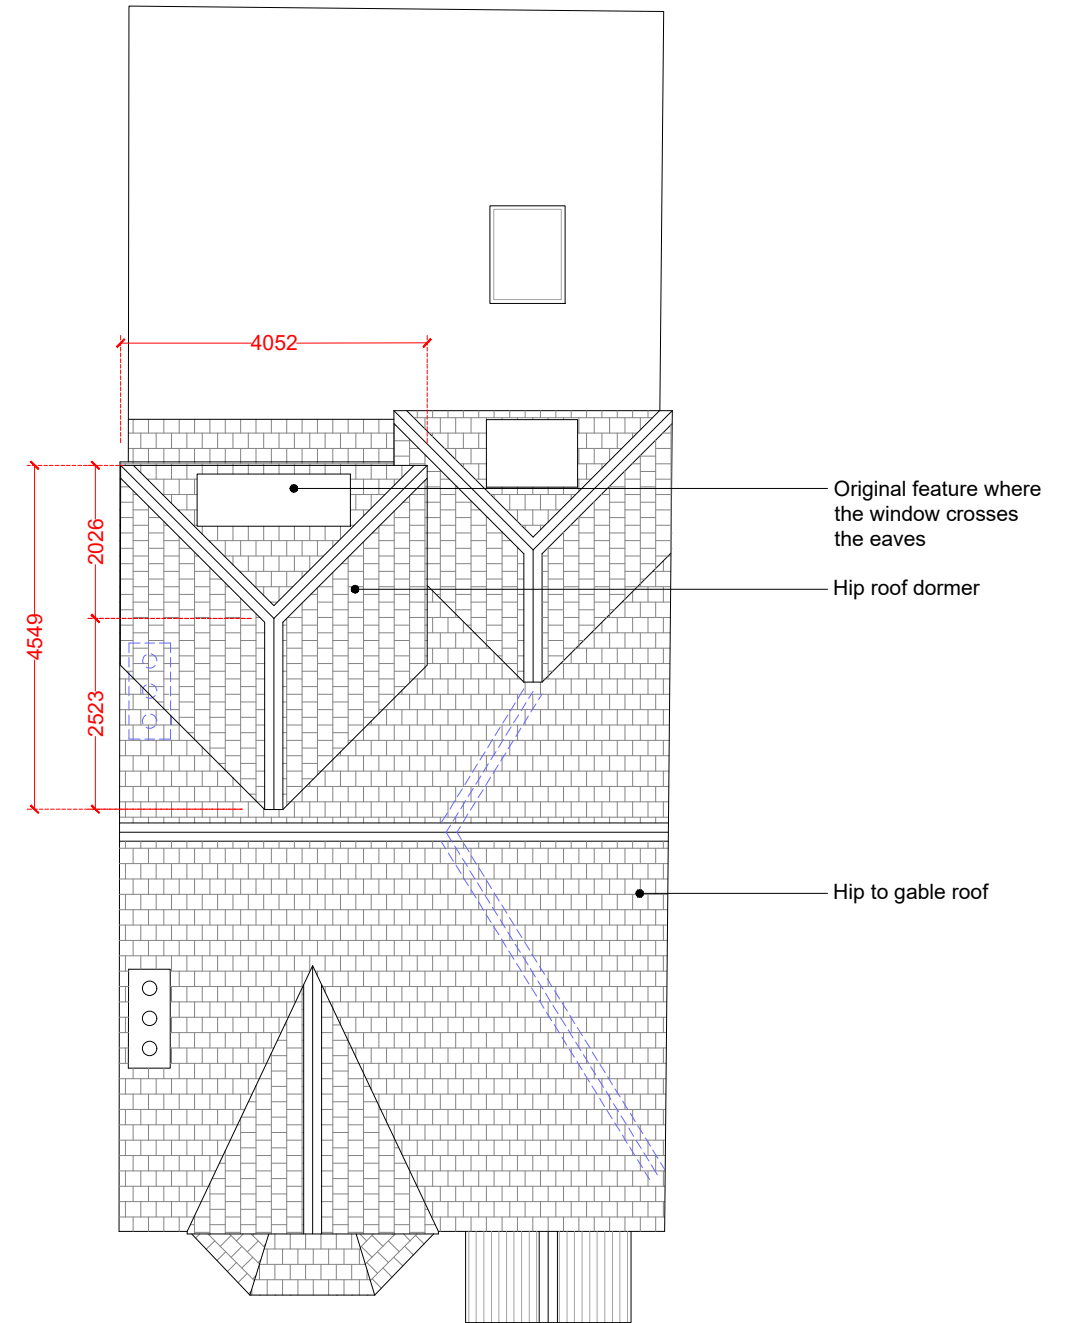 4052
Original feature where
the window crosses
the eaves
2026
Hip roof dormer
4549
2523
Hip to gable roof